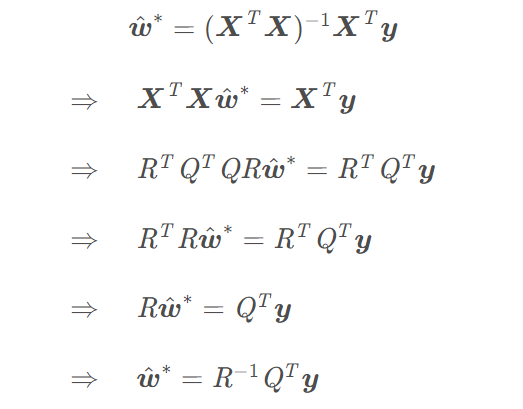 ŵ* = (XᵀX)⁻¹Xᵀy
⇒ XᵀXŵ* = Xᵀy
⇒ RᵀQᵀQRŵ* = RᵀQᵀy
⇒ RᵀRŵ* = RᵀQᵀy
⇒ Rŵ* = Qᵀy
⇒ ŵ* = R⁻¹Qᵀy